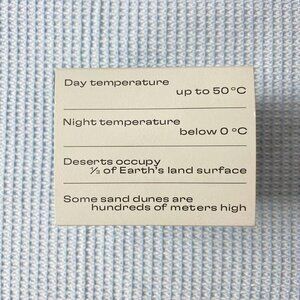 Day temperature
up to 50 °C
Night temperature
below 0 °C
Deserts occupy
⅓ of Earth's land surface
Some sand dunes are
hundreds of meters high